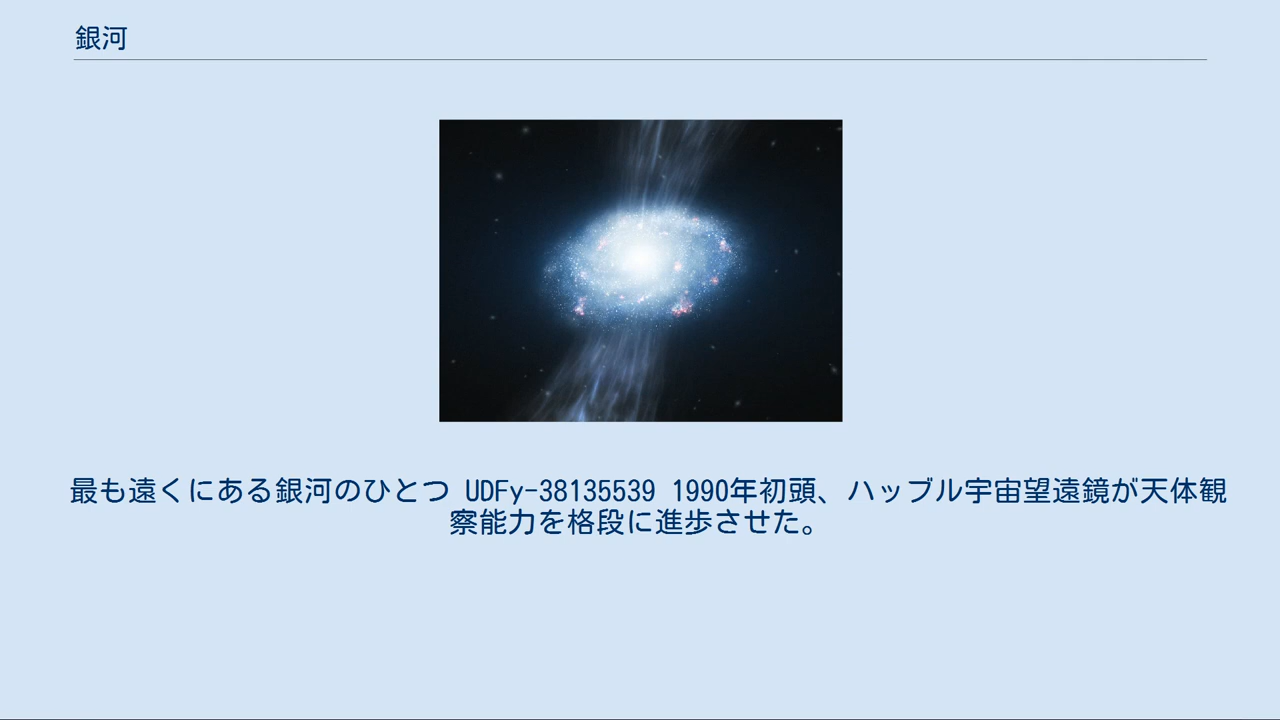 銀河
最も遠くにある銀河のひとつ UDFy-38135539 1990年初頭、ハッブル宇宙望遠鏡が天体観
察能力を格段に進歩させた。